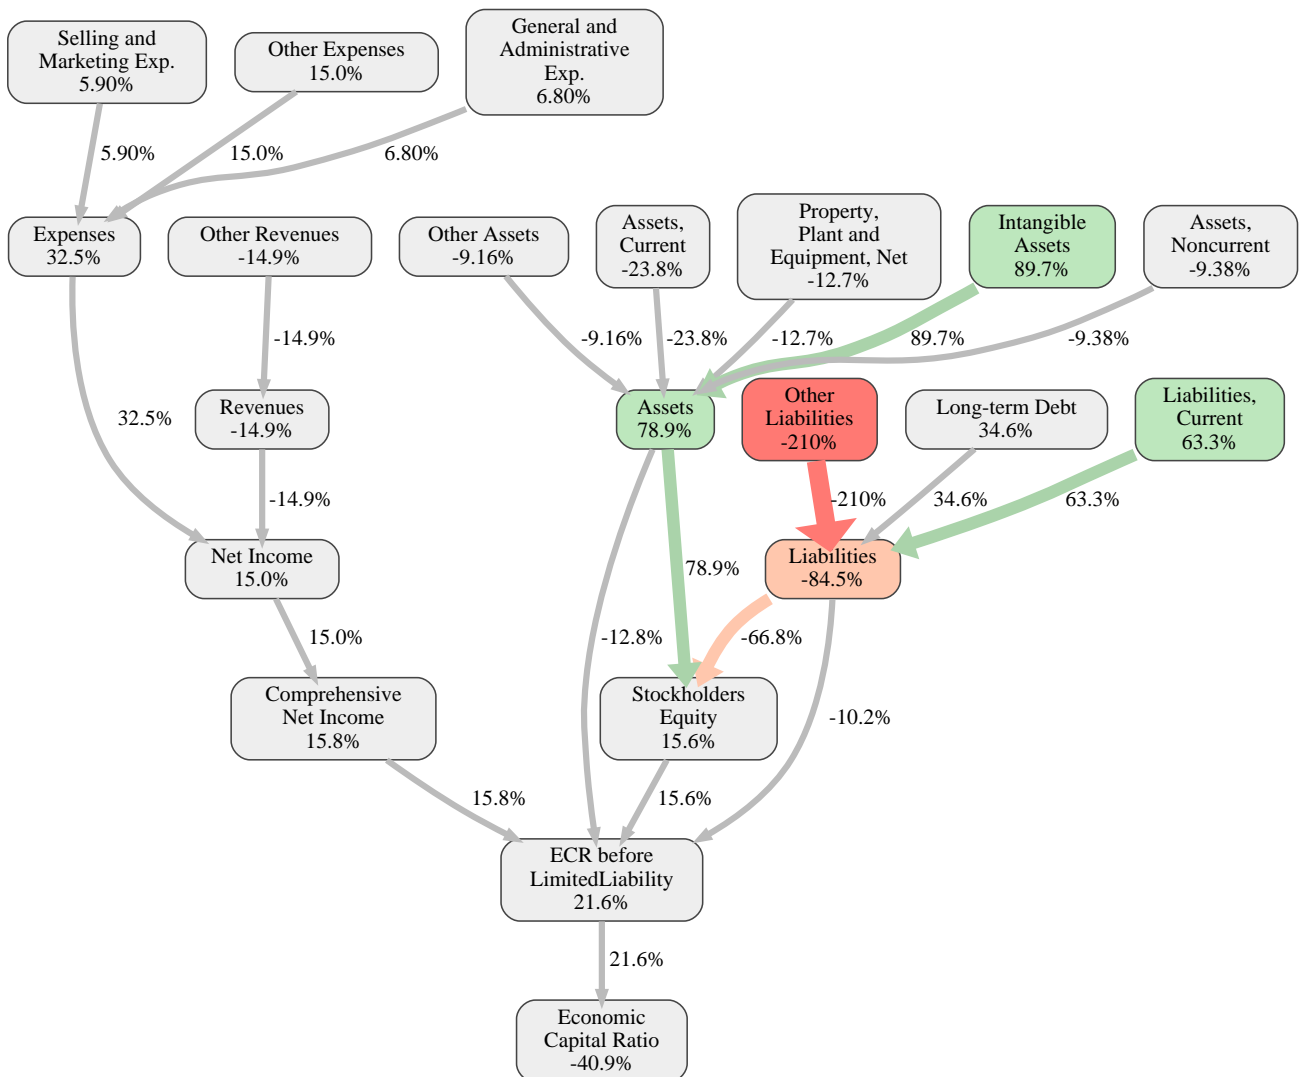 Selling and
Marketing Exp.
5.90%
Other Expenses
15.0%
General and
Administrative
Exp.
6.80%
5.90%
15.0%
6.80%
Expenses
32.5%
Other Revenues
-14.9%
Other Assets
-9.16%
Assets,
Current
-23.8%
Property,
Plant and
Equipment, Net
-12.7%
Intangible
Assets
89.7%
Assets,
Noncurrent
-9.38%
-14.9%
-9.16%
-23.8%
-12.7%
89.7%
-9.38%
32.5%
Revenues
-14.9%
Assets
78.9%
Other
Liabilities
-210%
Long-term Debt
34.6%
Liabilities,
Current
63.3%
-14.9%
-210%
34.6%
63.3%
Net Income
15.0%
78.9%
Liabilities
-84.5%
15.0%
-12.8%
-66.8%
Comprehensive
Net Income
15.8%
Stockholders
Equity
15.6%
-10.2%
15.8%
15.6%
ECR before
LimitedLiability
21.6%
21.6%
Economic
Capital Ratio
-40.9%